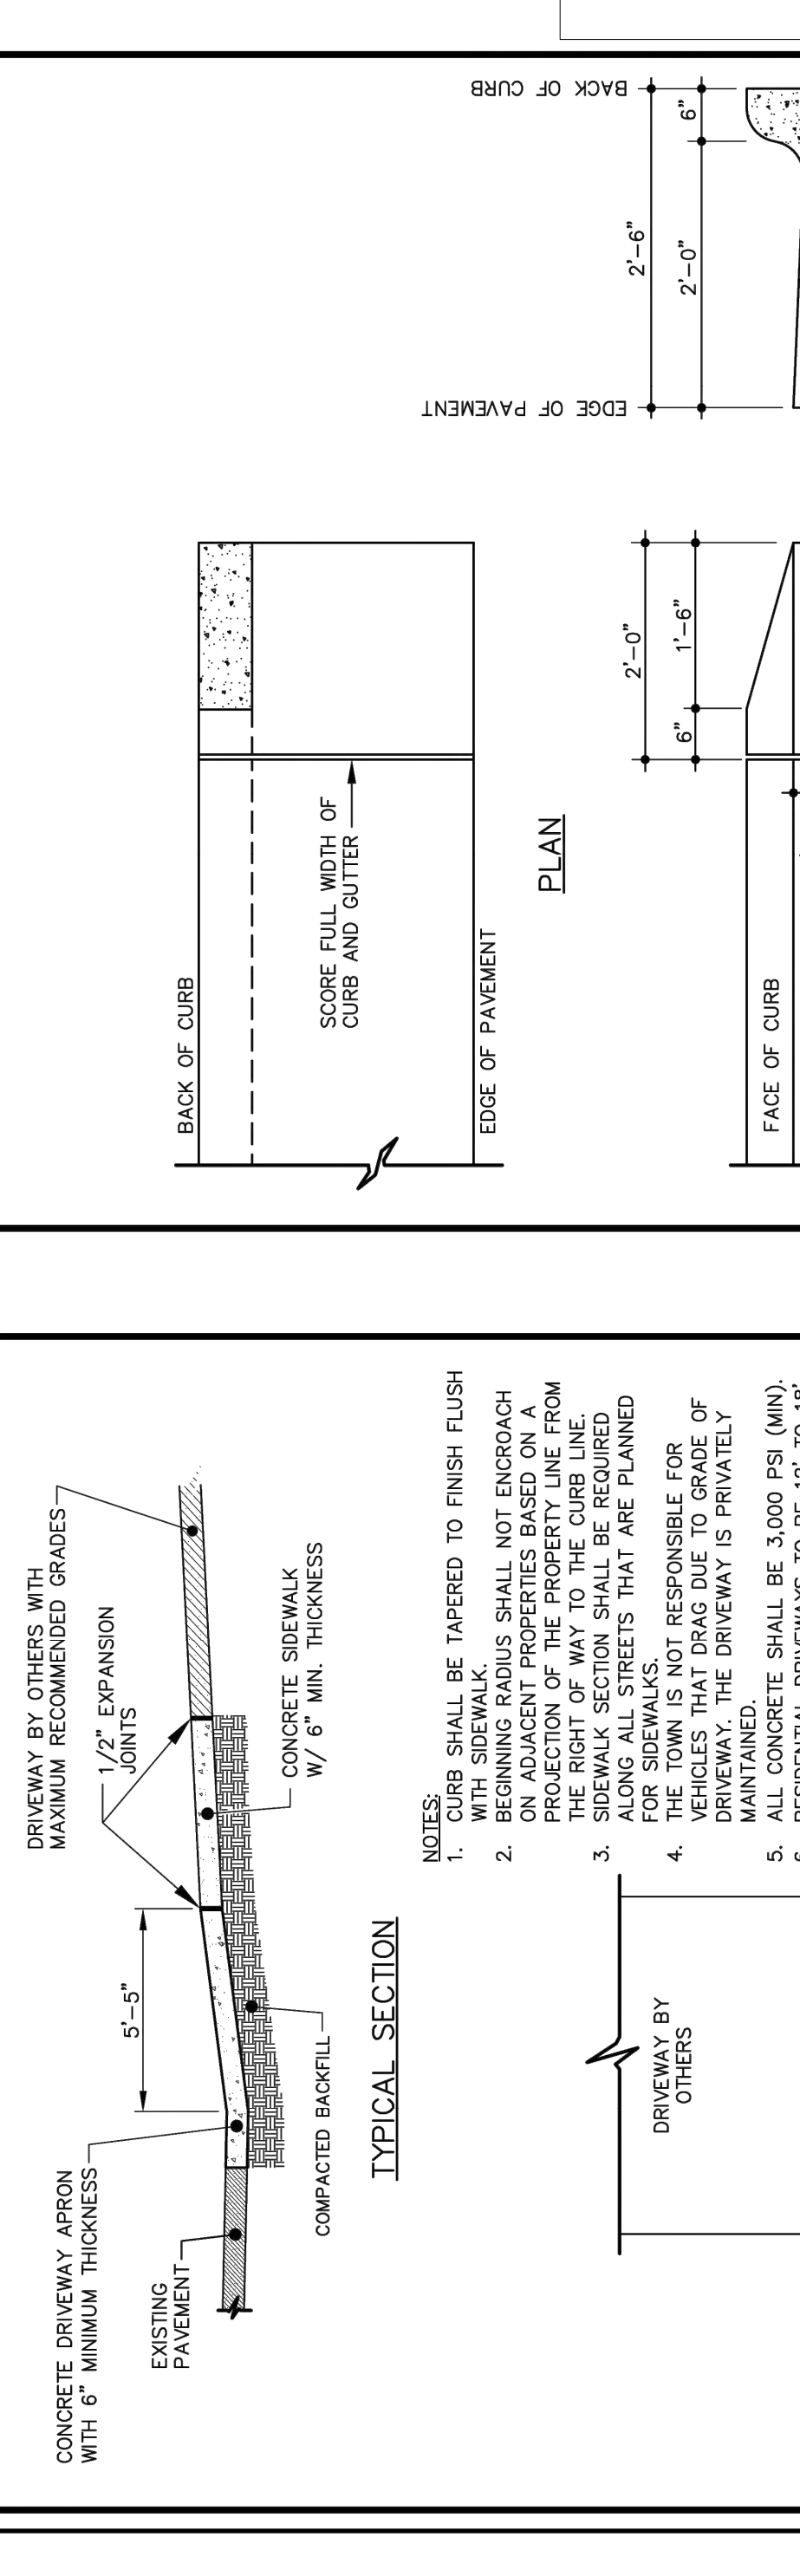 CONCRETE DRIVEWAY APRON
WITH 6" MINIMUM THICKNESS
DRIVEWAY BY OTHERS WITH
MAXIMUM RECOMMENDED GRADES
1/2" EXPANSION
JOINTS
5'-5"
EXISTING
PAVEMENT
CONCRETE SIDEWALK
W/ 6" MIN. THICKNESS
COMPACTED BACKFILL
TYPICAL SECTION
NOTES:
1. CURB SHALL BE TAPERED TO FINISH FLUSH
WITH SIDEWALK.
2. BEGINNING RADIUS SHALL NOT ENCROACH
ON ADJACENT PROPERTIES BASED ON A
PROJECTION OF THE PROPERTY LINE FROM
THE RIGHT OF WAY TO THE CURB LINE.
3. SIDEWALK SECTION SHALL BE REQUIRED
ALONG ALL STREETS THAT ARE PLANNED
FOR SIDEWALKS.
4. THE TOWN IS NOT RESPONSIBLE FOR
VEHICLES THAT DRAG DUE TO GRADE OF
DRIVEWAY. THE DRIVEWAY IS PRIVATELY
MAINTAINED.
5. ALL CONCRETE SHALL BE 3,000 PSI (MIN).
6. RESIDENTIAL DRIVEWAYS TO BE
DRIVEWAY BY
OTHERS
BACK OF CURB
SCORE FULL WIDTH OF
CURB AND GUTTER
EDGE OF PAVEMENT
PLAN
2'-0"
6"
1'-6"
FACE OF CURB
EDGE OF PAVEMENT
BACK OF CURB
2'-6"
2'-0"
6"